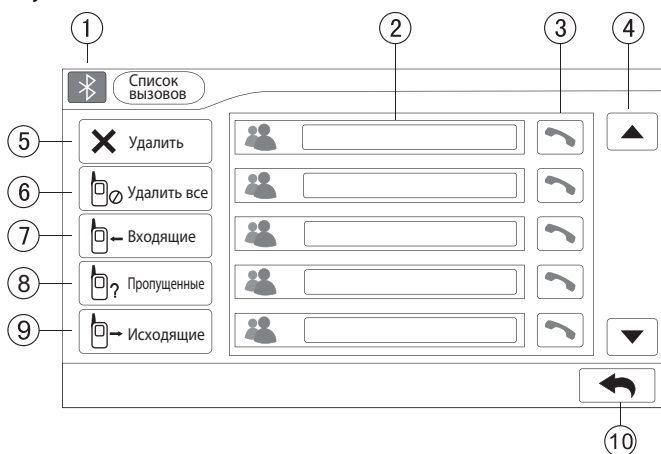 1 2 3 4
Список
вызовов
5 Удалить
6 Удалить все
7 Входящие
8 ? Пропущенные
9 Исходящие
10